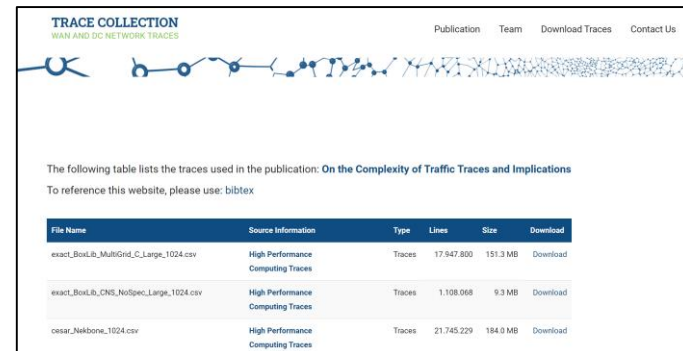 TRACE COLLECTION
WAN AND DC NETWORK TRACES
Publication Team Download Traces Contact Us
The following table lists the traces used in the publication: On the Complexity of Traffic Traces and Implications
To reference this website, please use: bibtex
File Name Source Information Type Lines Size Download
exact_BoxLib_MultiGrid_C_Large_1024.csv High Performance Traces 17.947.800 151.3 MB Download
Computing Traces
exact_BoxLib_CNS_NoSpec_Large_1024.csv High Performance Traces 1.108.068 9.3 MB Download
Computing Traces
cesar_Nekbone_1024.csv High Performance Traces 21.745.229 184.0 MB Download
Computing Traces